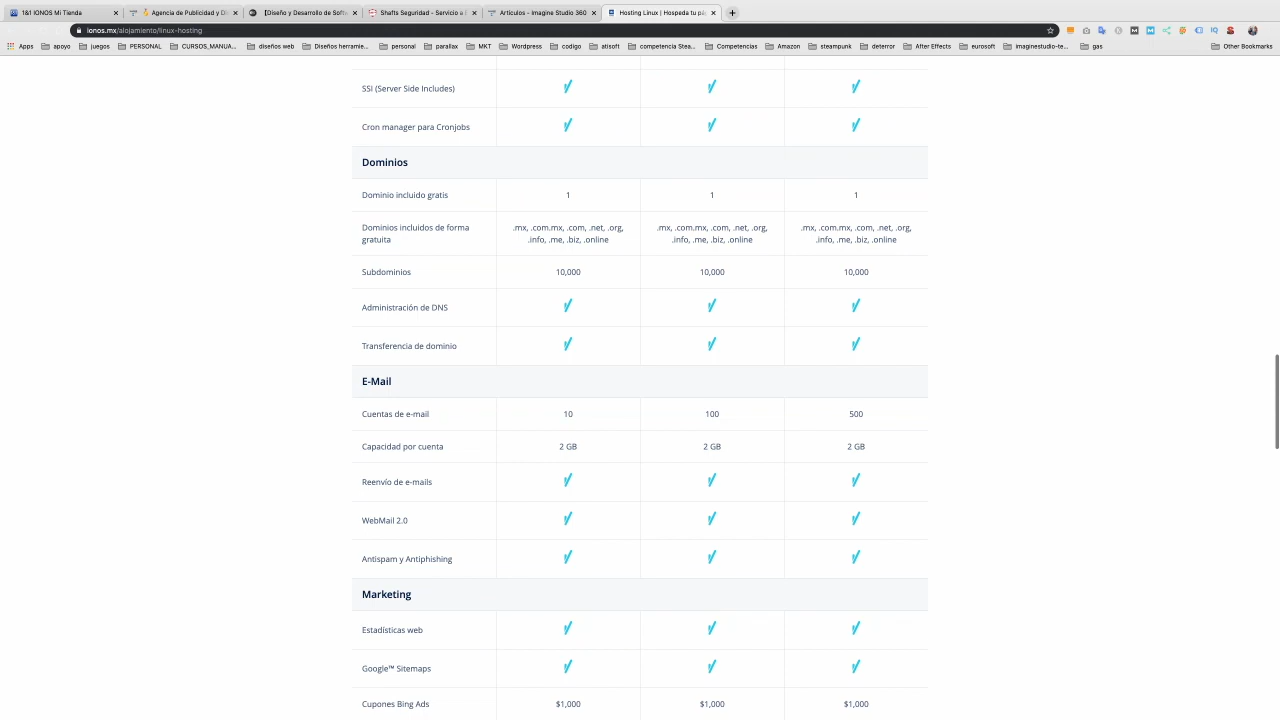 1&1 IONOS Mi Tienda
Agencia de Publicidad y Di
[Diseño y Desarrollo de Softw
Shafts Seguridad - Servicio a
Artículos - Imagine Studio 360
Hosting Linux | Hospeda tu pá
ionos.mx/alojamiento/linux-hosting
Apps apoyo juegos PERSONAL CURSOS_MANUA... diseños web Diseños herramie... personal parallax MKT Wordpress codigo atisoft competencia Stea... Competencias Amazon steampunk deterror After Effects eurosoft imaginestudio-te... gas Other Bookmarks
SSI (Server Side Includes)
Cron manager para Cronjobs
Dominios
Dominio incluido gratis 1 1 1
Dominios incluidos de forma gratuita
.mx, .com.mx, .com, .net, .org, .info, .me, .biz, .online
.mx, .com.mx, .com, .net, .org, .info, .me, .biz, .online
.mx, .com.mx, .com, .net, .org, .info, .me, .biz, .online
Subdominios 10,000 10,000 10,000
Administración de DNS
Transferencia de dominio
E-Mail
Cuentas de e-mail 10 100 500
Capacidad por cuenta 2 GB 2 GB 2 GB
Reenvío de e-mails
WebMail 2.0
Antispam y Antiphishing
Marketing
Estadísticas web
Google™ Sitemaps
Cupones Bing Ads $1,000 $1,000 $1,000